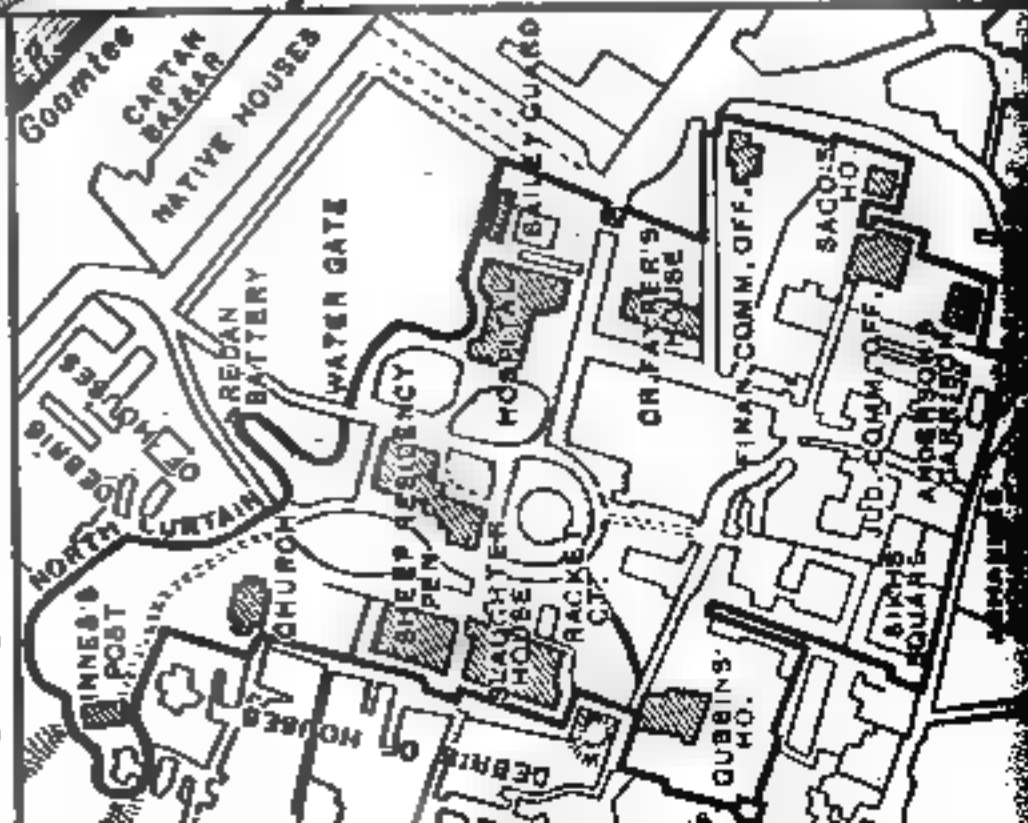 Goomtee
CAPTAN
BAZAAR
NATIVE HOUSES
BAILEY GUARD
REDAN
BATTERY
WATER GATE
HOSPITAL
DR FAYRER'S
HOUSE
FINAN. COMM. OFF.
SAGO'S
HO.
DEBRIS
OF HOUSES
NORTH CURTAIN
RESIDENCY
JUD. COMM. OFF.
ANDERSON'S
GARRISON
INNES'S
POST
CHURCH
SHEEP
PEN
SLAUGHTER
HOUSE
RACKET
CT.
SIKHS
SQUARE
DEBRIS
OF HOUSES
GUBBINS'
HO.